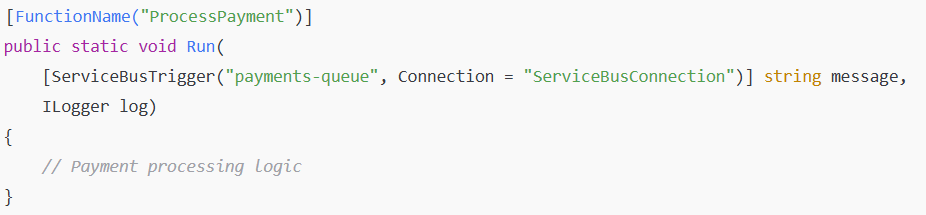 [FunctionName("ProcessPayment")]
public static void Run(
    [ServiceBusTrigger("payments-queue", Connection = "ServiceBusConnection")] string message,
    ILogger log)
{
    // Payment processing logic
}